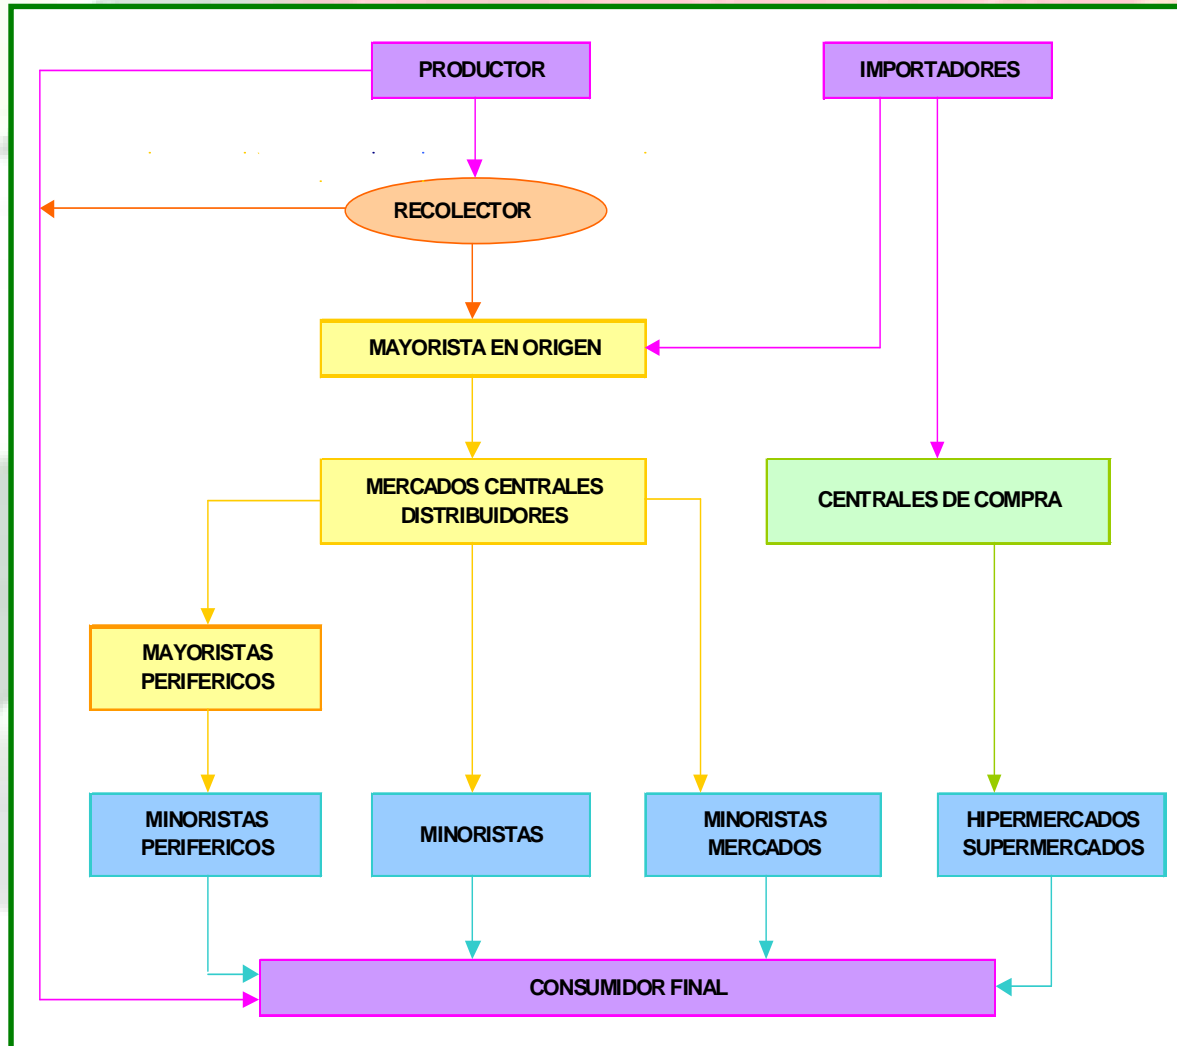 PRODUCTOR
IMPORTADORES
RECOLECTOR
MAYORISTA EN ORIGEN
MERCADOS CENTRALES
DISTRIBUIDORES
CENTRALES DE COMPRA
MAYORISTAS
PERIFERICOS
MINORISTAS
PERIFERICOS
MINORISTAS
MINORISTAS
MERCADOS
HIPERMERCADOS
SUPERMERCADOS
CONSUMIDOR FINAL